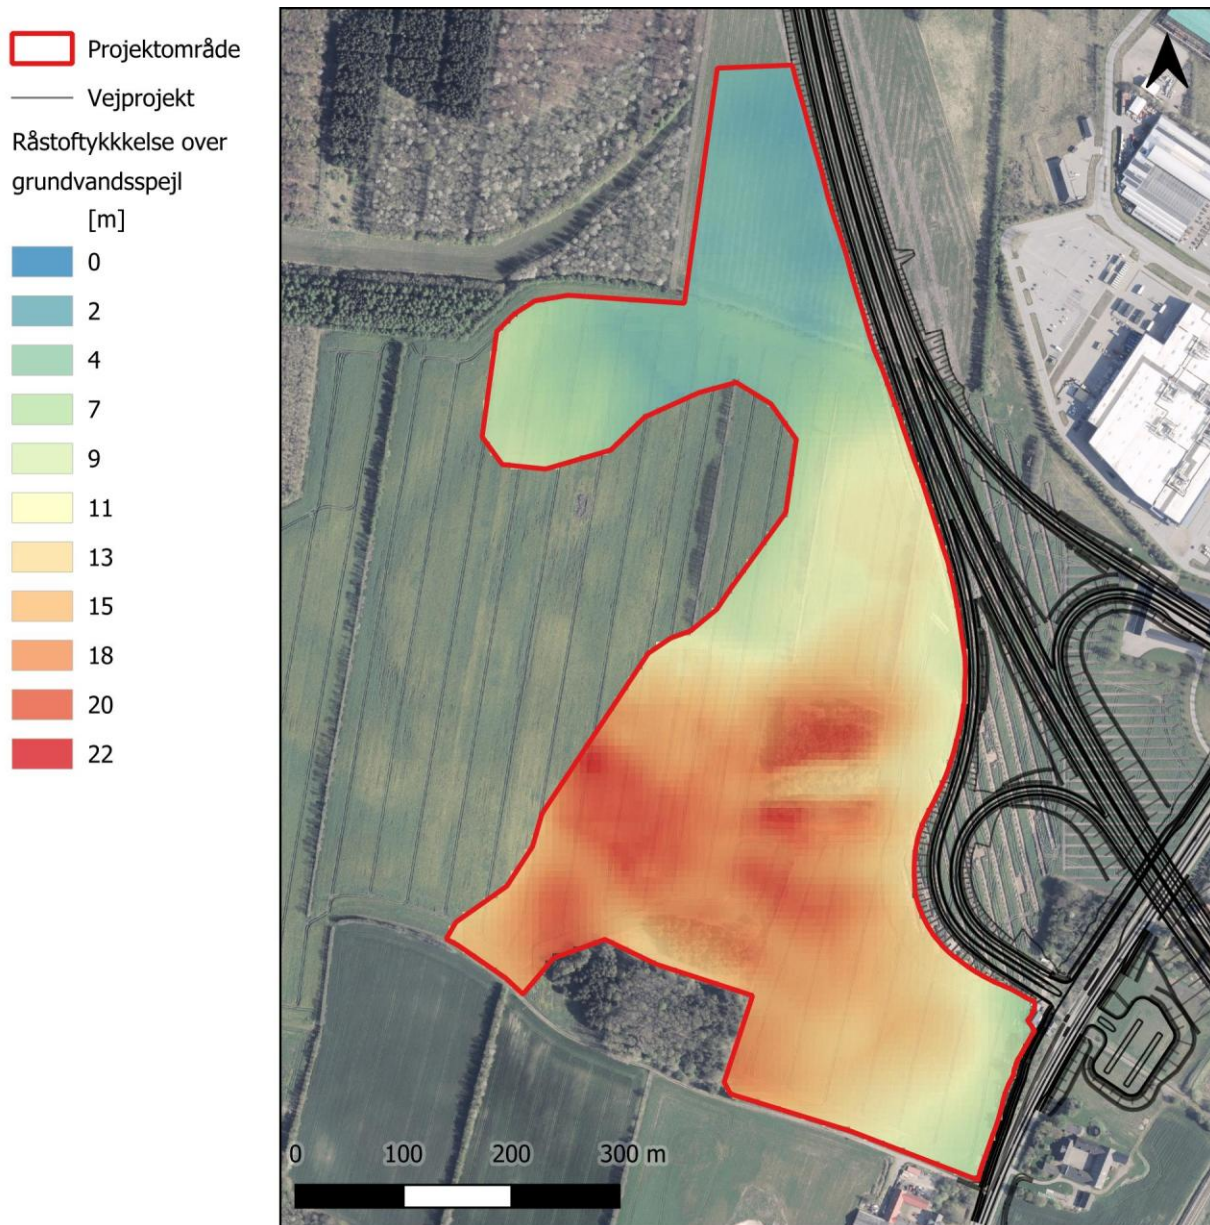 Projektområde
Vejprojekt
Råstoftykkkelse over
grundvandsspejl
[m]
0
2
4
7
9
11
13
15
18
20
22
0 100 200 300 m